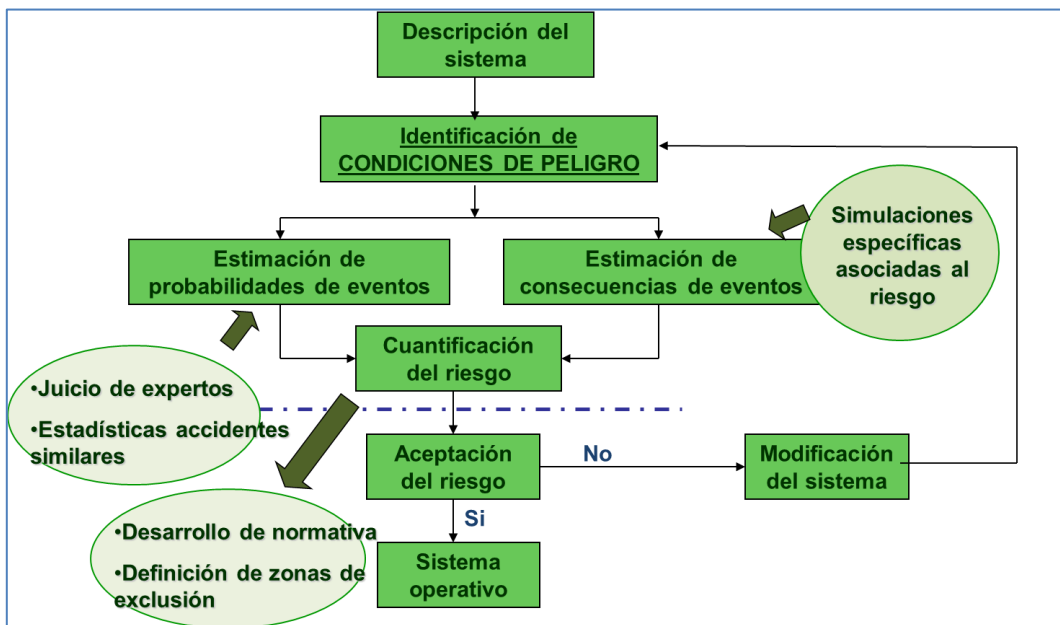 Descripción del
sistema
Identificación de
CONDICIONES DE PELIGRO
Estimación de
probabilidades de eventos
Estimación de
consecuencias de eventos
Simulaciones
específicas
asociadas al
riesgo
Cuantificación
del riesgo
•Juicio de expertos
•Estadísticas accidentes
similares
Aceptación
del riesgo
No
Modificación
del sistema
Si
•Desarrollo de normativa
•Definición de zonas de
exclusión
Sistema
operativo